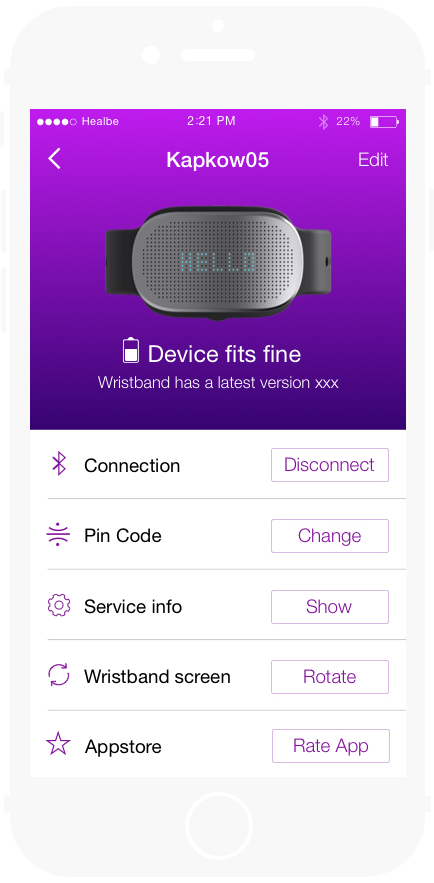 Healbe 2:21 PM 22%
Kapkow05 Edit
HELLO
Device fits fine
Wristband has a latest version xxx
Connection Disconnect
Pin Code Change
Service info Show
Wristband screen Rotate
Appstore Rate App